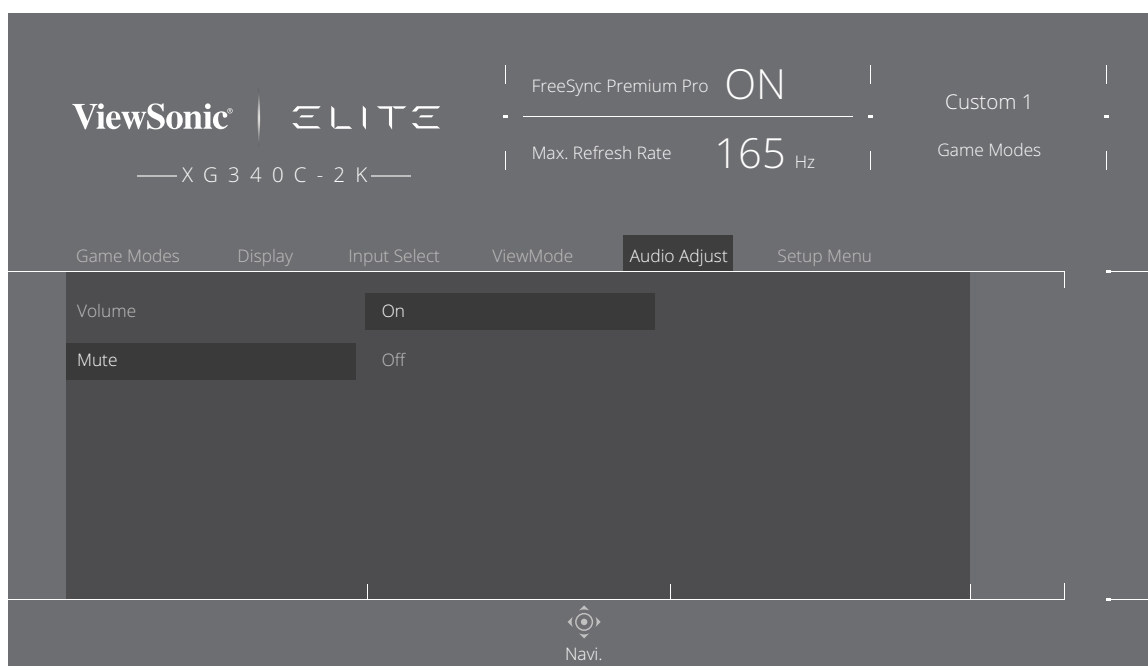 ViewSonic® ELITE
XG340C-2K
FreeSync Premium Pro ON
Max. Refresh Rate 165 Hz
Custom 1
Game Modes
Game Modes Display Input Select ViewMode Audio Adjust Setup Menu
Volume On
Mute Off
Navi.